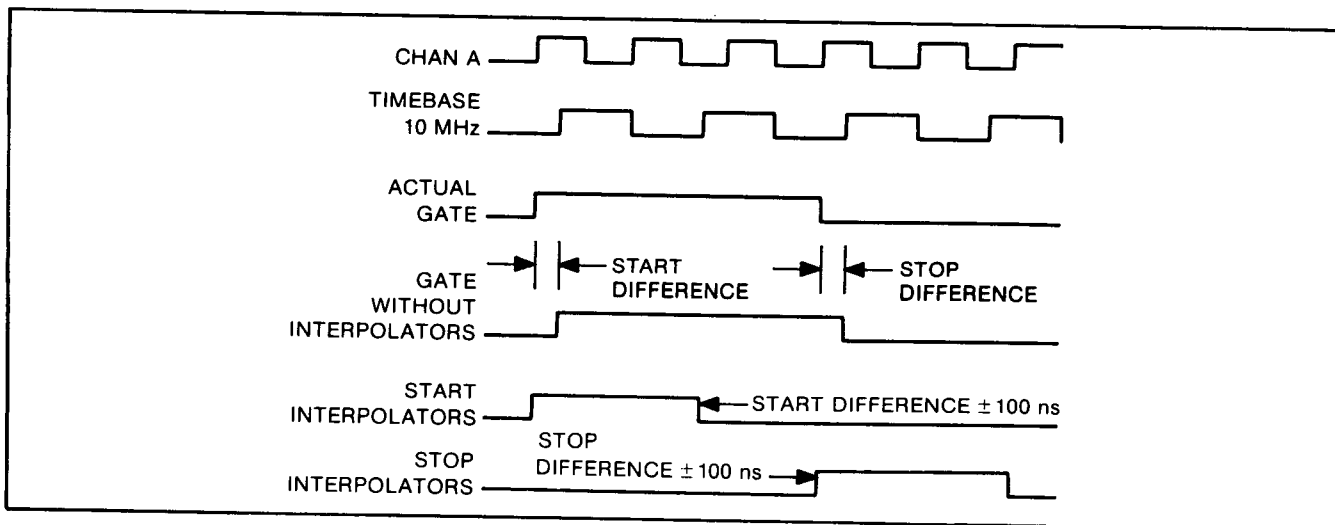 CHAN A
TIMEBASE
10 MHz
ACTUAL
GATE
START
DIFFERENCE
STOP
DIFFERENCE
GATE
WITHOUT
INTERPOLATORS
START
INTERPOLATORS
START DIFFERENCE ± 100 ns
STOP
DIFFERENCE ± 100 ns
STOP
INTERPOLATORS